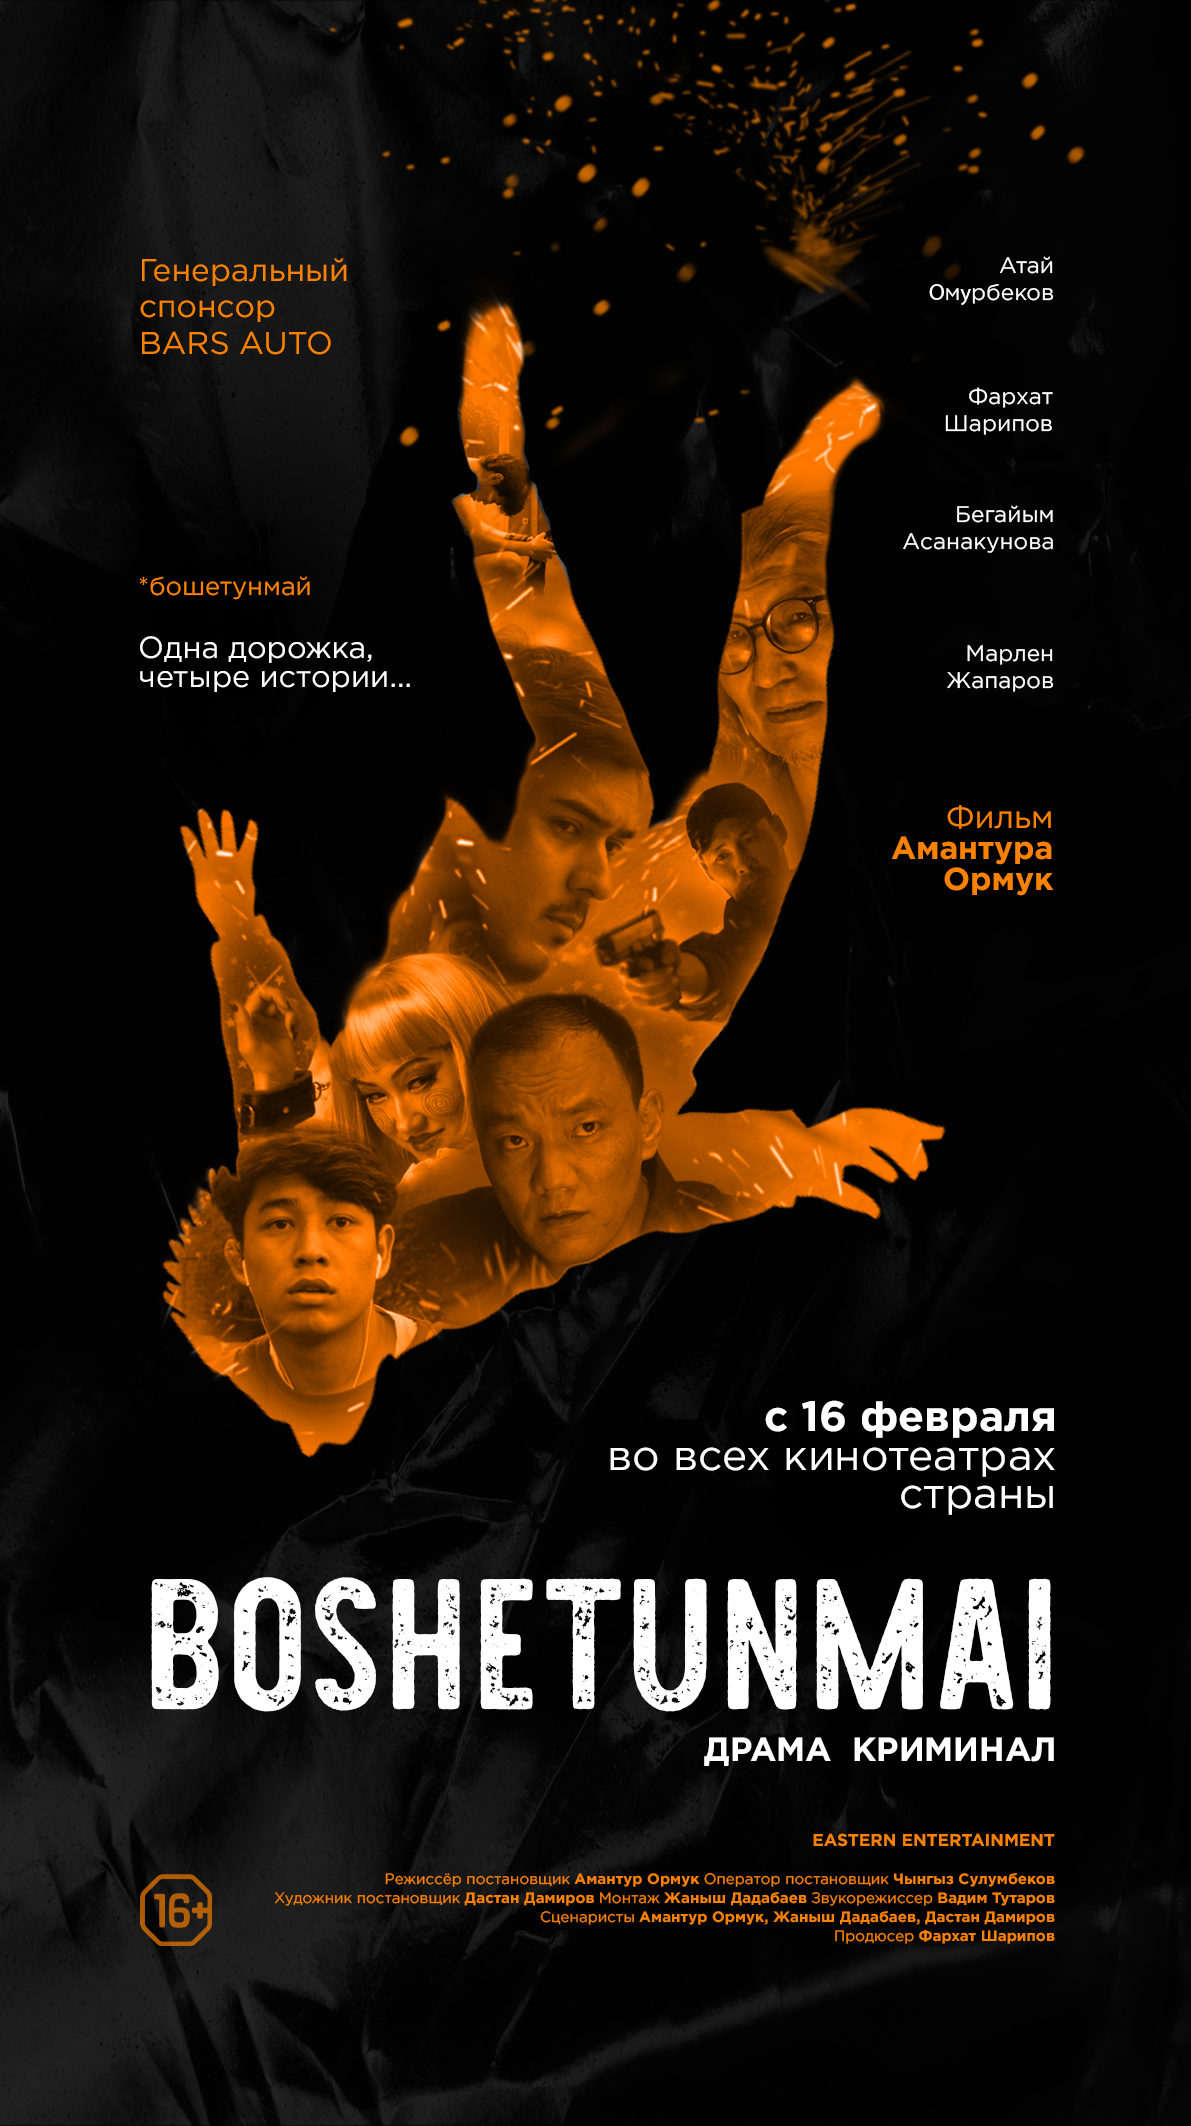 Генеральный
спонсор
BARS AUTO
Атай
Омурбеков
Фархат
Шарипов
Бегайым
Асанакунова
*бошетунмай
Одна дорожка,
четыре истории...
Марлен
Жапаров
Фильм
Амантура
Ормук
с 16 февраля
во всех кинотеатрах
страны
BOSHETUNMAI
ДРАМА КРИМИНАЛ
EASTERN ENTERTAINMENT
Режиссёр постановщик Амантур Ормук Оператор постановщик Чынгыз Сулумбеков
Художник постановщик Дастан Дамиров Монтаж Жаныш Дадабаев Звукорежиссер Вадим Тутаров
Сценаристы Амантур Ормук, Жаныш Дадабаев, Дастан Дамиров
Продюсер Фархат Шарипов
16+